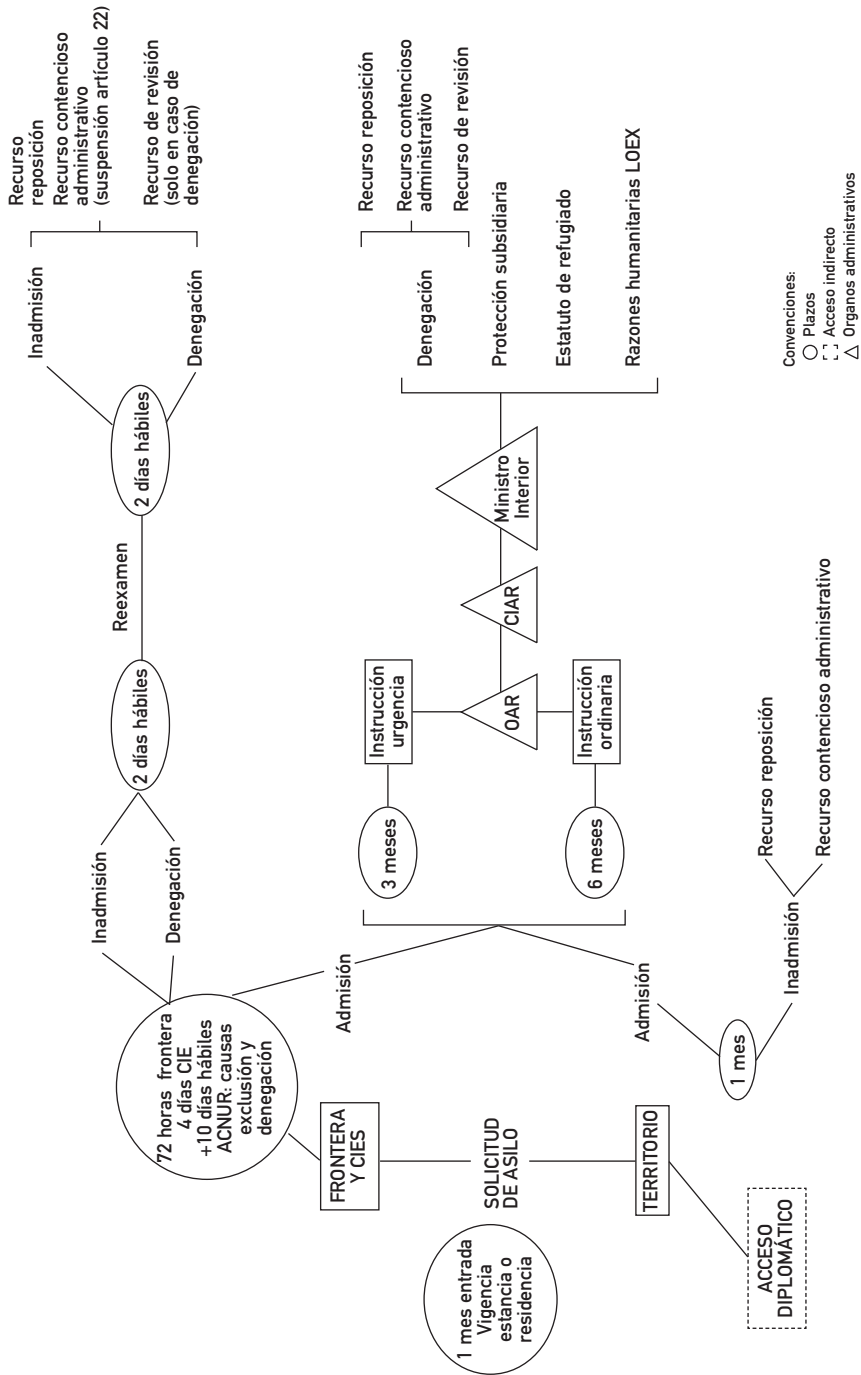 1 mes entrada
Vigencia
estancia o
residencia
SOLICITUD
DE ASILO
FRONTERA
Y CIES
TERRITORIO
ACCESO
DIPLOMÁTICO
72 horas frontera
4 días CIE
+10 días hábiles
ACNUR: causas
exclusión y
denegación
Inadmisión
Denegación
2 días hábiles
Reexamen
2 días hábiles
Inadmisión
Denegación
Recurso
reposición
Recurso contencioso
administrativo
(suspensión artículo 22)
Recurso de revisión
(solo en caso de
denegación)
Admisión
Admisión
1 mes
Inadmisión
Recurso reposición
Recurso contencioso administrativo
3 meses
Instrucción
urgencia
6 meses
Instrucción
ordinaria
OAR
CIAR
Ministro
Interior
Denegación
Protección subsidiaria
Estatuto de refugiado
Razones humanitarias LOEX
Recurso reposición
Recurso contencioso
administrativo
Recurso de revisión
Convenciones:
Plazos
Acceso indirecto
Organos administrativos